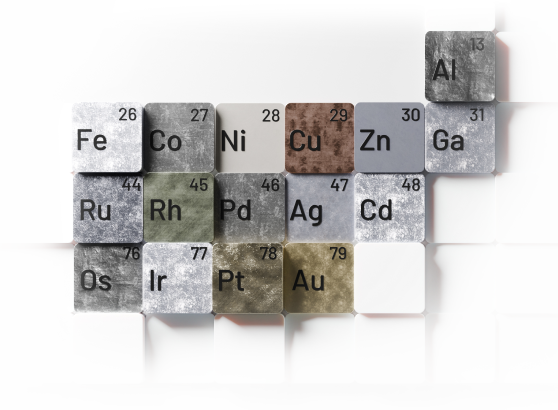 13
Al
26 27 28 29 30 31
Fe Co Ni Cu Zn Ga
44 45 46 47 48
Ru Rh Pd Ag Cd
76 77 78 79
Os Ir Pt Au